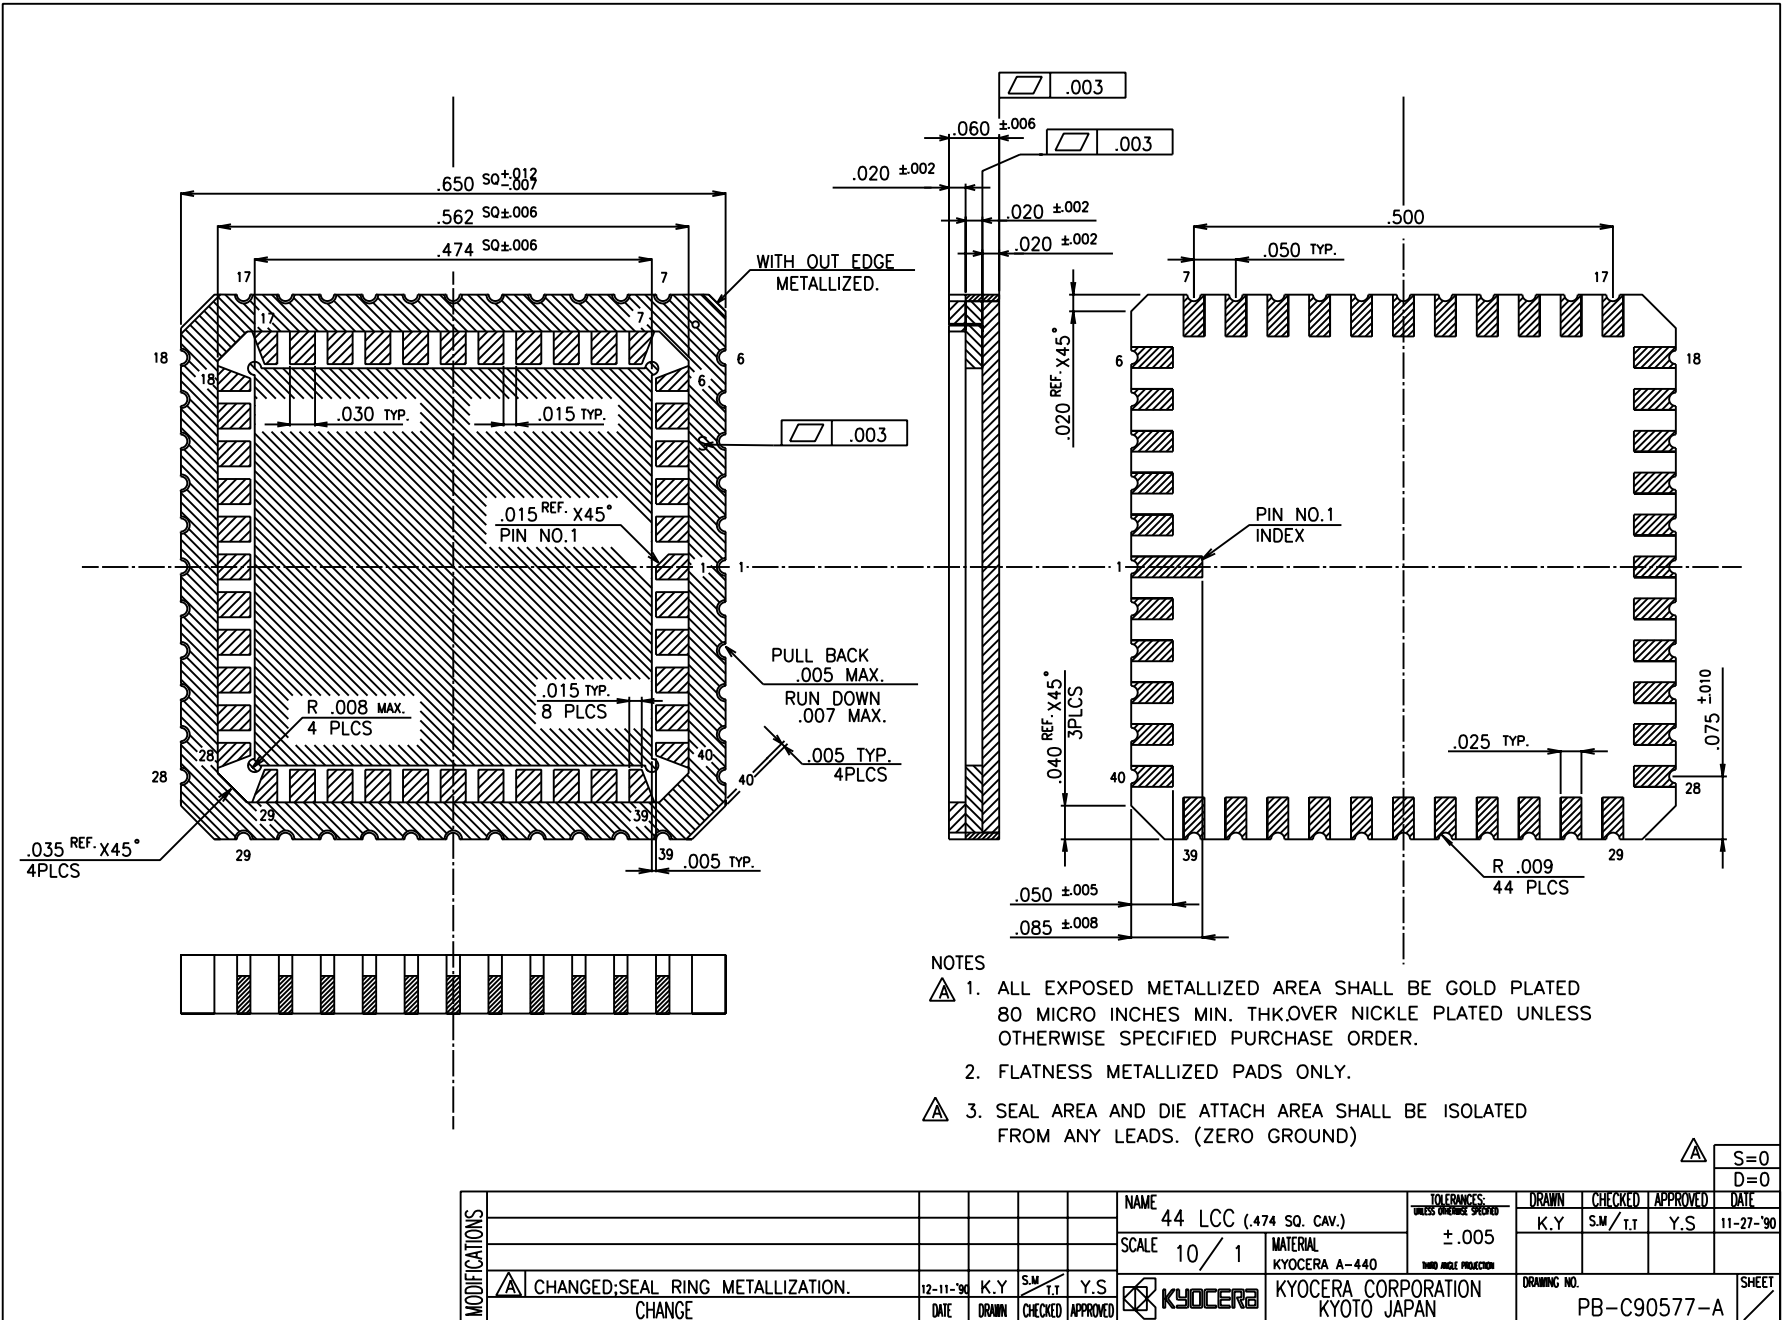 .003
.060 ±.006
.003
.020 ±.002
.020 ±.002
.020 ±.002
.650 SQ+.012 -.007
.562 SQ±.006
.474 SQ±.006
WITH OUT EDGE
METALLIZED.
17
7
17
7
18
18
6
6
.030 TYP.
.015 TYP.
.003
.015 REF. X45°
PIN NO.1
1
1
PULL BACK
.005 MAX.
RUN DOWN
.007 MAX.
.015 TYP.
8 PLCS
R .008 MAX.
4 PLCS
.005 TYP.
4PLCS
28
28
40
40
29
39
29
39
.035 REF. X45°
4PLCS
.005 TYP.
.500
.050 TYP.
7
17
.020 REF. X45°
6
18
PIN NO.1
INDEX
1
.040 REF. X45°
3PLCS
.025 TYP.
.075 ±.010
40
28
39
29
R .009
44 PLCS
.050 ±.005
.085 ±.008
NOTES
A 1. ALL EXPOSED METALLIZED AREA SHALL BE GOLD PLATED
80 MICRO INCHES MIN. THK.OVER NICKLE PLATED UNLESS
OTHERWISE SPECIFIED PURCHASE ORDER.
2. FLATNESS METALLIZED PADS ONLY.
A 3. SEAL AREA AND DIE ATTACH AREA SHALL BE ISOLATED
FROM ANY LEADS. (ZERO GROUND)
A
S=0
D=0
MODIFICATIONS
A CHANGED;SEAL RING METALLIZATION. 12-11-'90 K.Y S.M/T.T Y.S
CHANGE DATE DRAWN CHECKED APPROVED
NAME
44 LCC (.474 SQ. CAV.)
SCALE 10/1
MATERIAL
KYOCERA A-440
TOLERANCES:
UNLESS OTHERWISE SPECIFIED
±.005
THIRD ANGLE PROJECTION
DRAWN CHECKED APPROVED DATE
K.Y S.M/T.T Y.S 11-27-'90
KYOCERA
KYOCERA CORPORATION
KYOTO JAPAN
DRAWING NO.
PB-C90577-A
SHEET